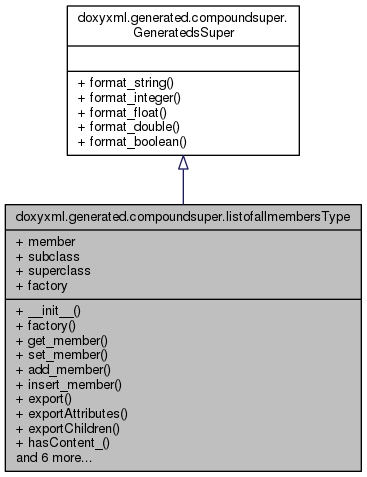 doxyxml.generated.compoundsuper.
GeneratedsSuper
+ format_string()
+ format_integer()
+ format_float()
+ format_double()
+ format_boolean()
doxyxml.generated.compoundsuper.listofallmembersType
+ member
+ subclass
+ superclass
+ factory
+ __init__()
+ factory()
+ get_member()
+ set_member()
+ add_member()
+ insert_member()
+ export()
+ exportAttributes()
+ exportChildren()
+ hasContent_()
and 6 more...